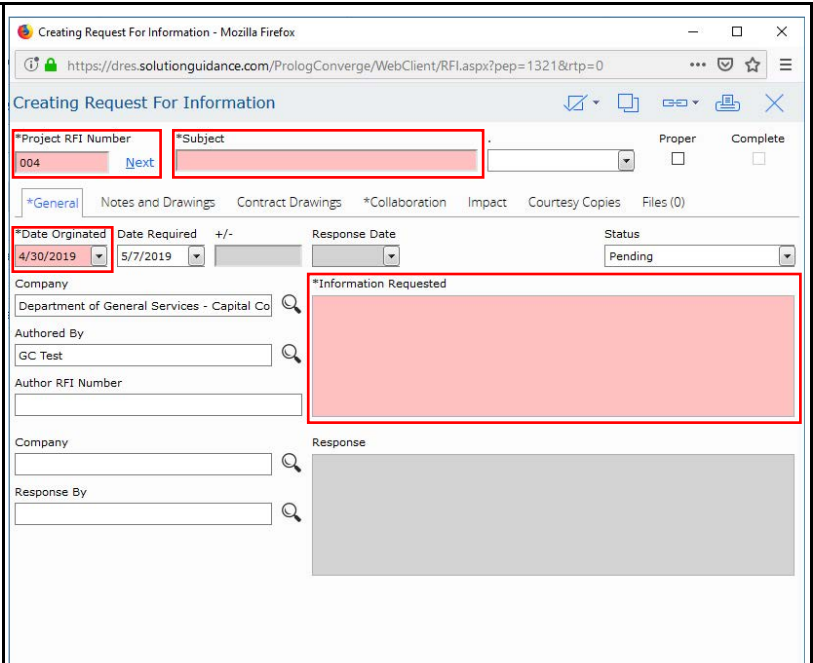 Creating Request For Information - Mozilla Firefox
https://dres.solutionguidance.com/PrologConverge/WebClient/RFI.aspx?pep=1321&rtp=0
Creating Request For Information
*Project RFI Number *Subject . Proper Complete
004 Next
*General Notes and Drawings Contract Drawings *Collaboration Impact Courtesy Copies Files (0)
*Date Orginated Date Required +/- Response Date Status
4/30/2019 5/7/2019 Pending
Company *Information Requested
Department of General Services - Capital Co
Authored By
GC Test
Author RFI Number
Company Response
Response By